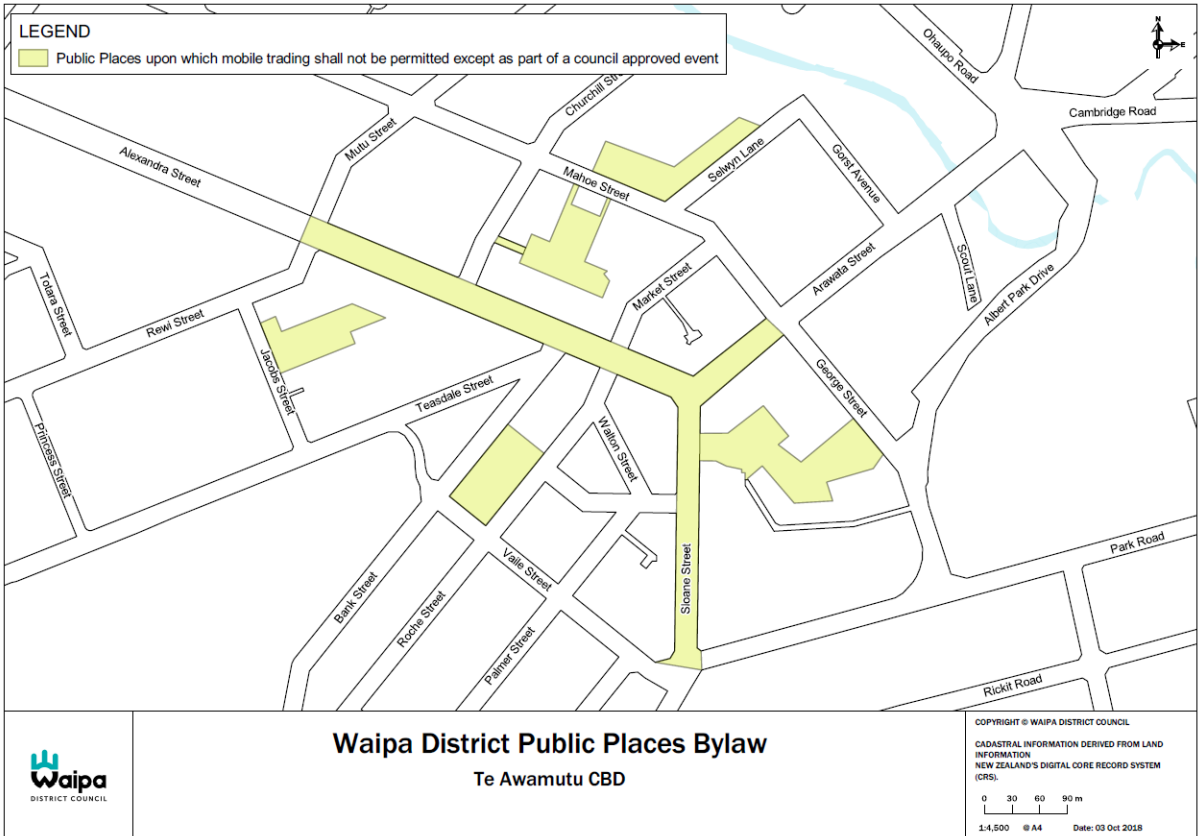 LEGEND
Public Places upon which mobile trading shall not be permitted except as part of a council approved event
N
E
Ohaupo Road
Churchill Stre
Cambridge Road
Mutu Street
Alexandra Street
Mahoe Street
Selwyn Lane
Gorst Avenue
Arawata Street
Scout Lane
Albert Park Drive
Market Street
Totara Street
Rewi Street
Jacobs Street
Teasdale Street
George Street
Walton Street
Princess Street
Vaile Street
Sloane Street
Park Road
Bank Street
Roche Street
Palmer Street
Rickit Road
Waipa
DISTRICT COUNCIL
Waipa District Public Places Bylaw
Te Awamutu CBD
COPYRIGHT © WAIPA DISTRICT COUNCIL
CADASTRAL INFORMATION DERIVED FROM LAND
INFORMATION
NEW ZEALAND'S DIGITAL CORE RECORD SYSTEM
(CRS).
0 30 60 90 m
1:4,500 @ A4 Date: 03 Oct 2018